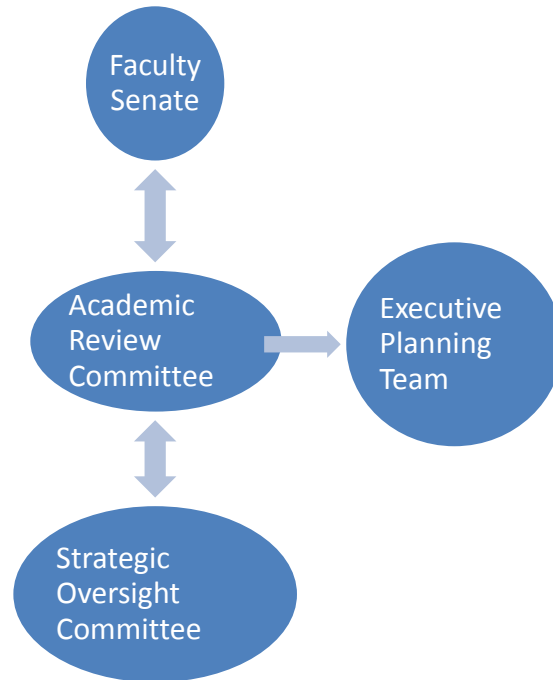 Faculty
Senate
Academic
Review
Committee
Executive
Planning
Team
Strategic
Oversight
Committee